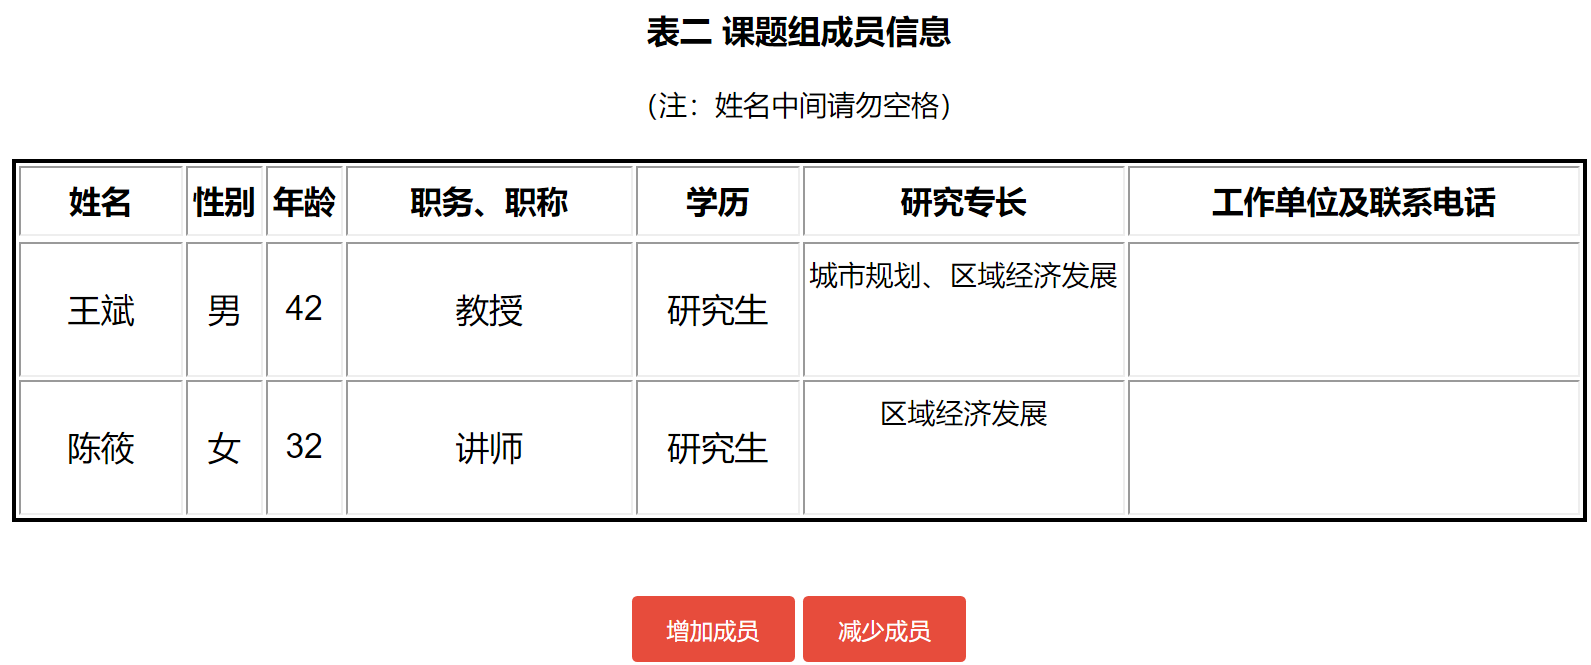 表二 课题组成员信息
（注：姓名中间请勿空格）
姓名 性别 年龄 职务、职称 学历 研究专长 工作单位及联系电话
王斌 男 42 教授 研究生 城市规划、区域经济发展
陈筱 女 32 讲师 研究生 区域经济发展
增加成员 减少成员